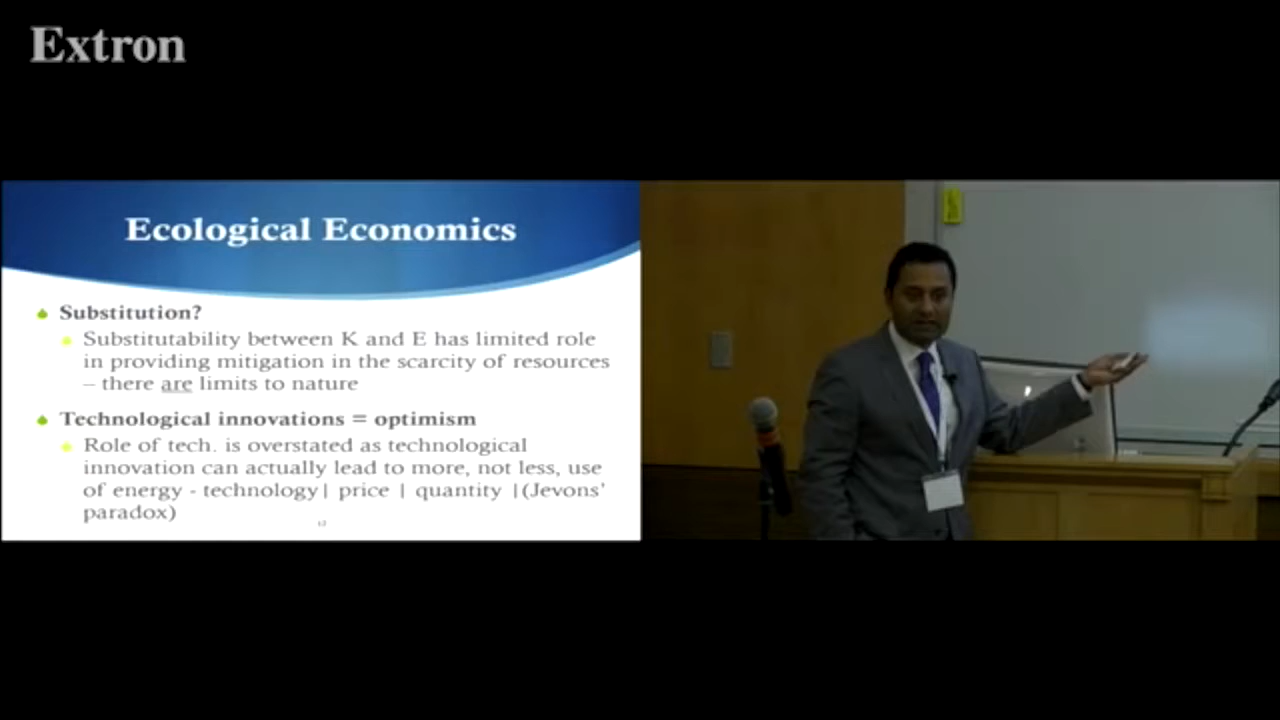 Extron
Ecological Economics
Substitution?
Substitutability between K and E has limited role
in providing mitigation in the scarcity of resources
– there are limits to nature
Technological innovations = optimism
Role of tech. is overstated as technological
innovation can actually lead to more, not less, use
of energy - technology| price | quantity |(Jevons'
paradox)